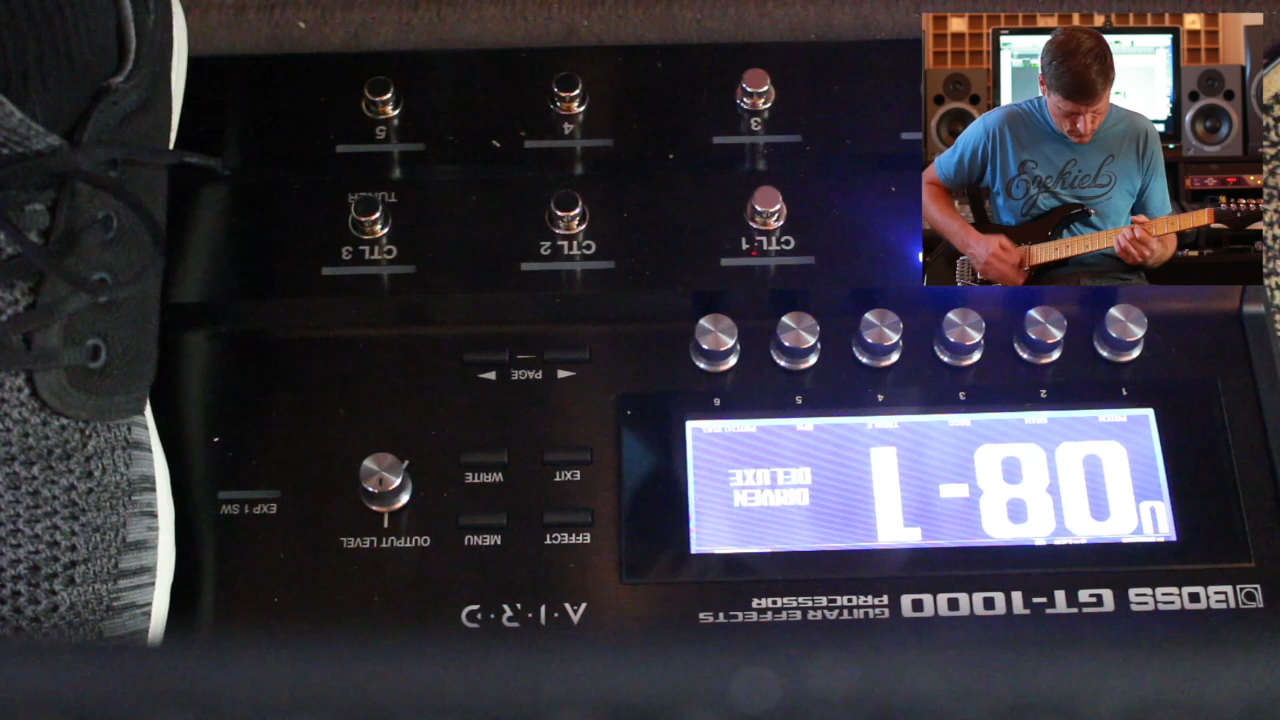 BOSS GT-1000 GUITAR EFFECTS PROCESSOR
A·I·R·D
U08-1
DRIVEN
DELUXE
EFFECT
MENU
OUTPUT LEVEL
EXIT
WRITE
EXP 1 SW
1 2 3 4 5 6
PAGE
CTL 1
CTL 2
CTL 3
TUNER
3
4
5
Ezekiel